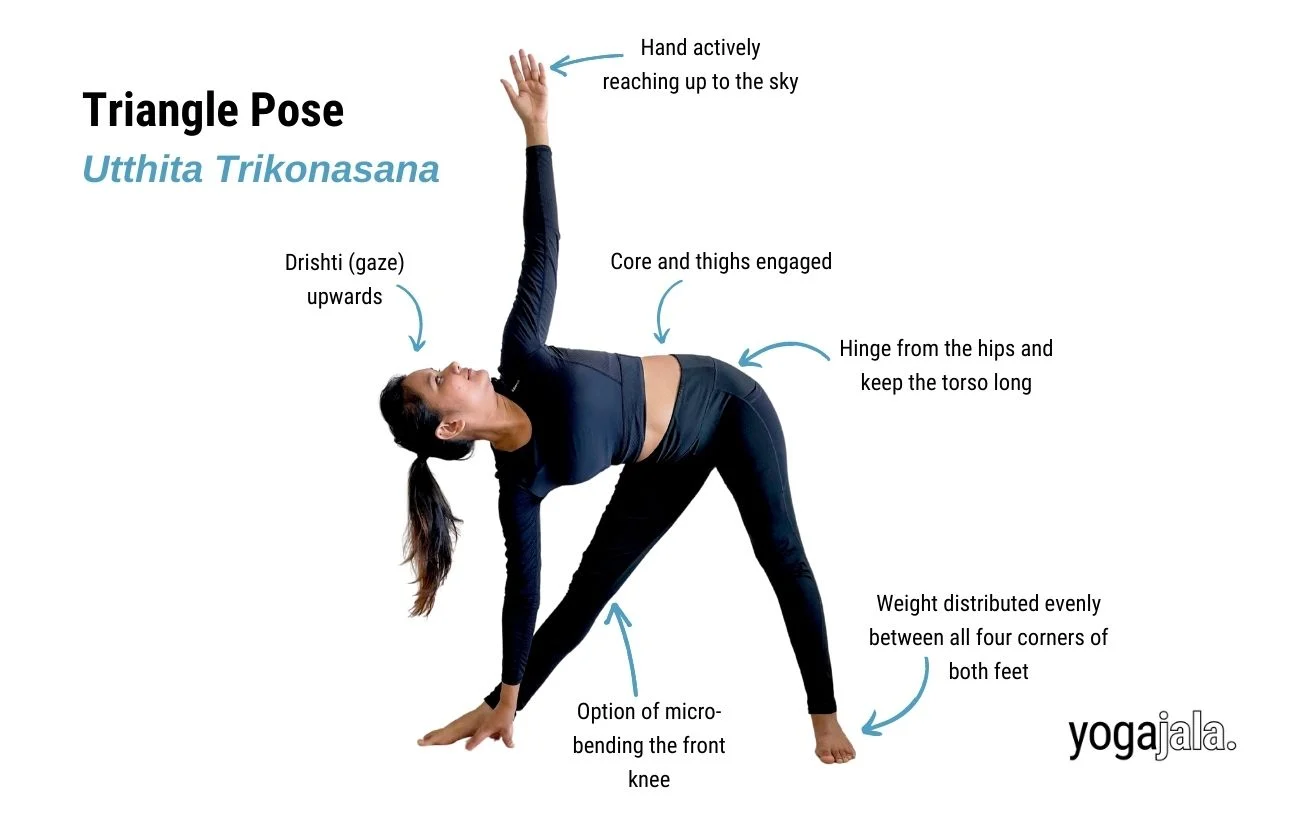 Hand actively
reaching up to the sky
Triangle Pose
Utthita Trikonasana
Drishti (gaze)
upwards
Core and thighs engaged
Hinge from the hips and
keep the torso long
Weight distributed evenly
between all four corners of
both feet
Option of micro-
bending the front
knee
yogajala.